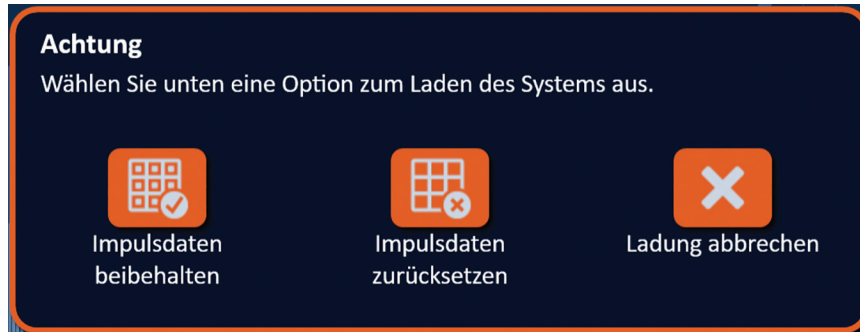 Achtung
Wählen Sie unten eine Option zum Laden des Systems aus.
Impulsdaten
beibehalten
Impulsdaten
zurücksetzen
Ladung abbrechen